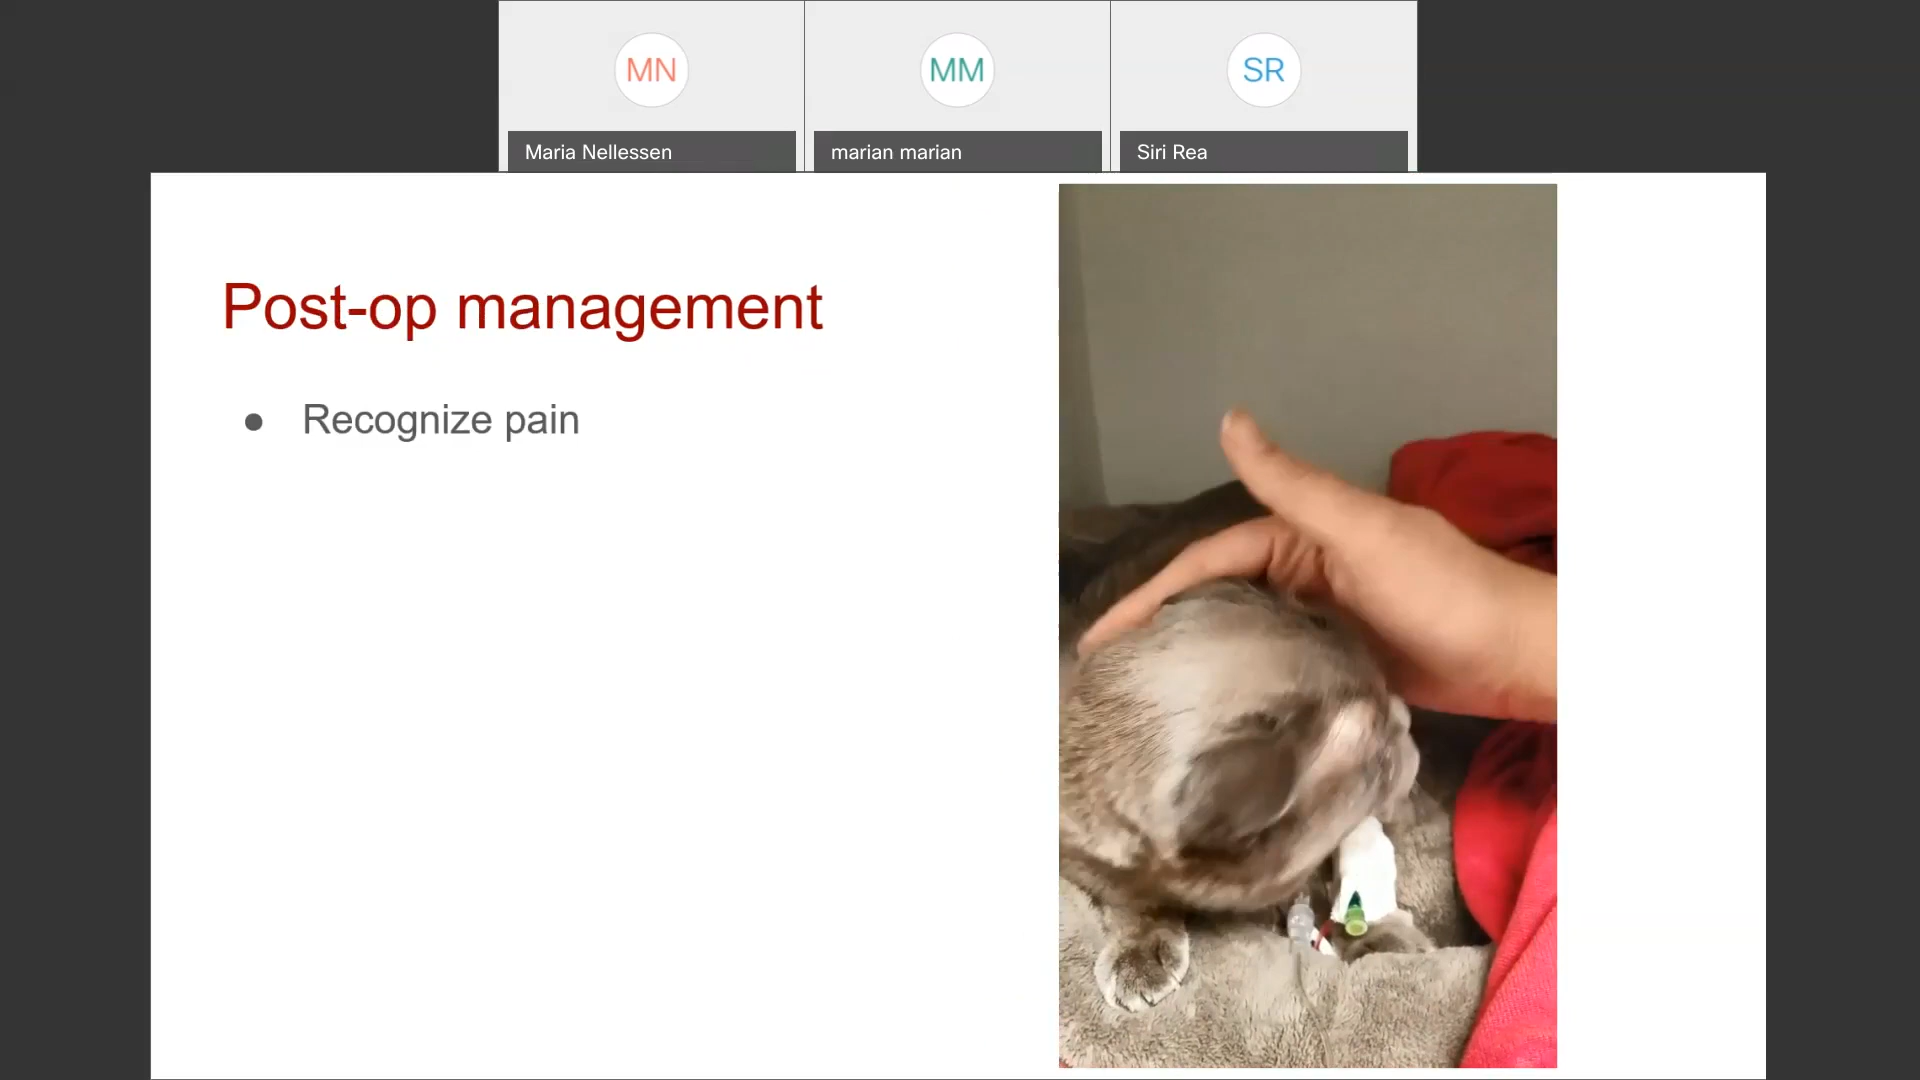 MN
MM
SR
Maria Nellessen
marian marian
Siri Rea
Post-op management
● Recognize pain